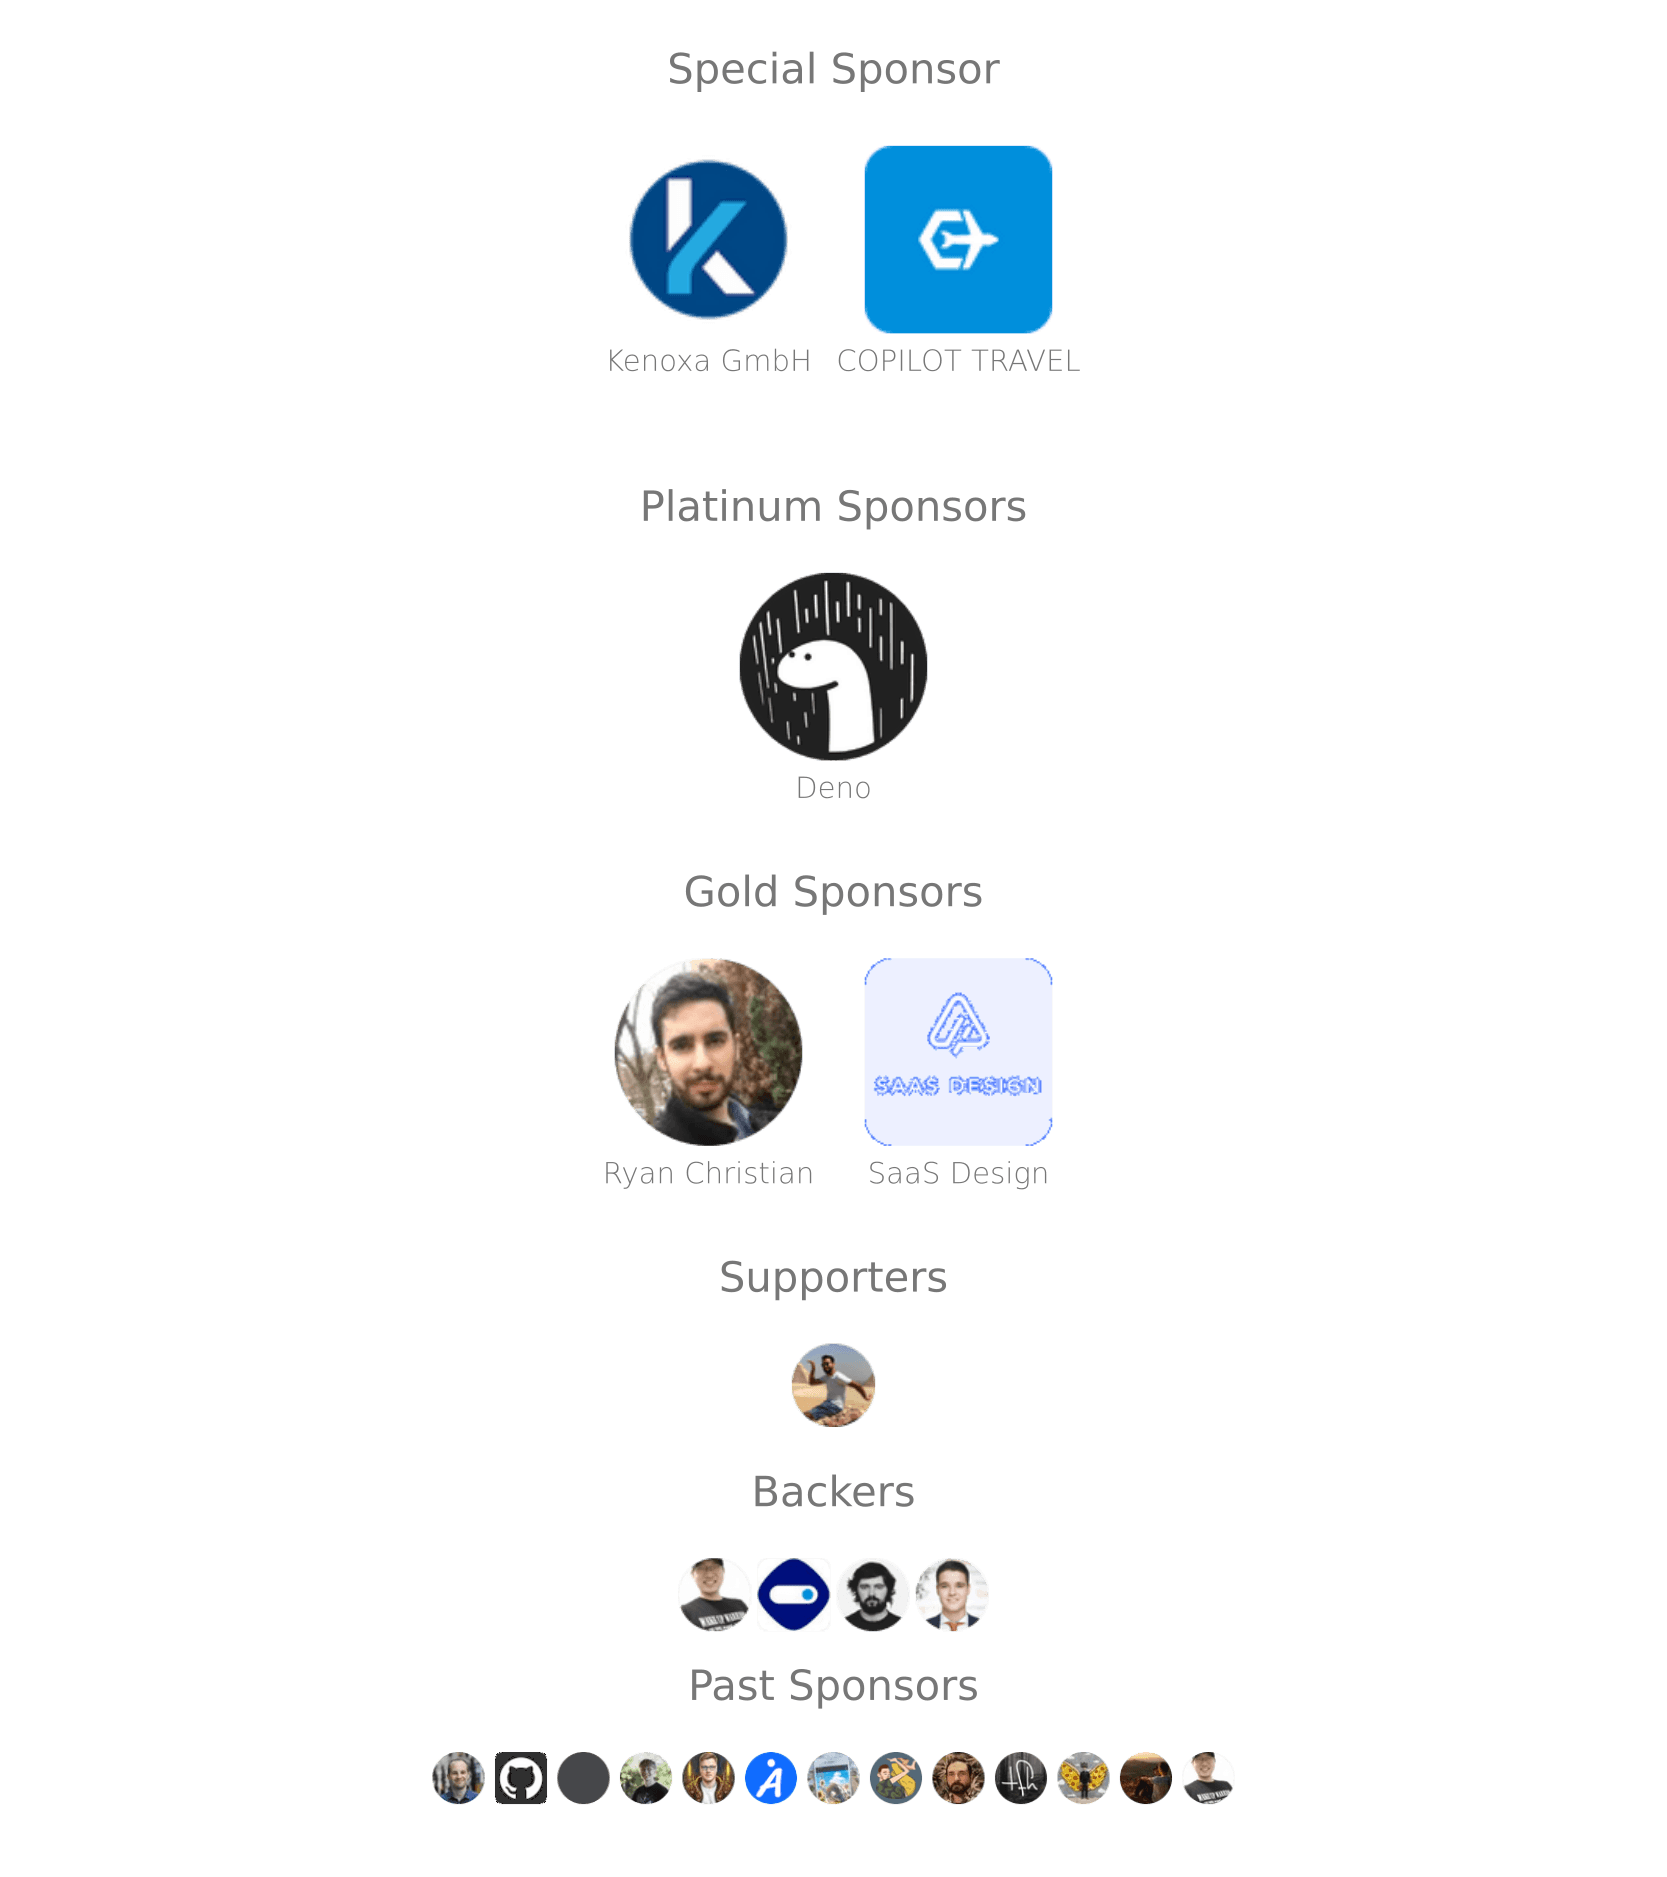 Special Sponsor
Kenoxa GmbH
COPILOT TRAVEL
Platinum Sponsors
Deno
Gold Sponsors
SAAS DESIGN
Ryan Christian
SaaS Design
Supporters
Backers
Past Sponsors
tfh